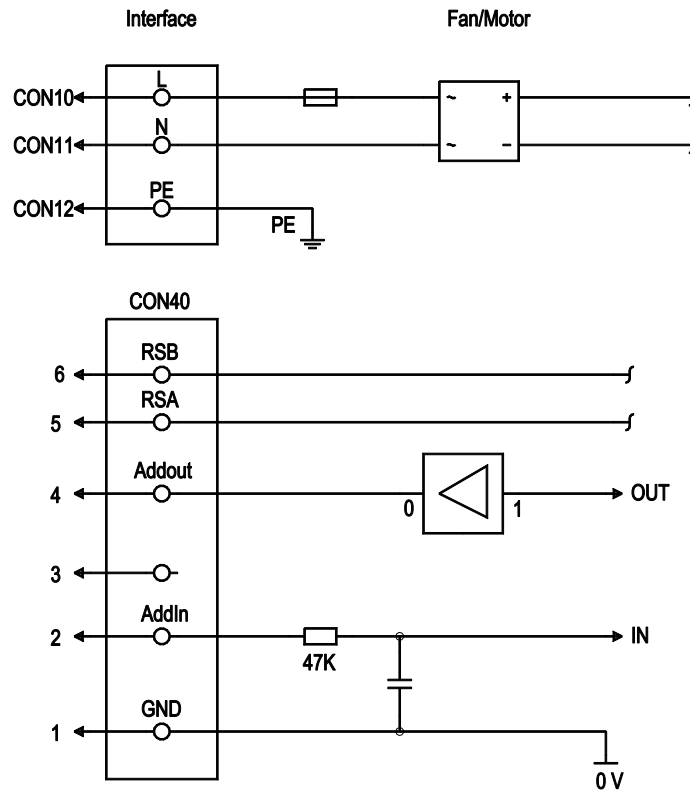 Interface Fan/Motor
L
CON10 ~ +
N
CON11 ~ −
PE
CON12
PE
CON40
RSB
6
RSA
5
Addout
4 OUT
0 1
3
AddIn
2 IN
47K
GND
1
0 V